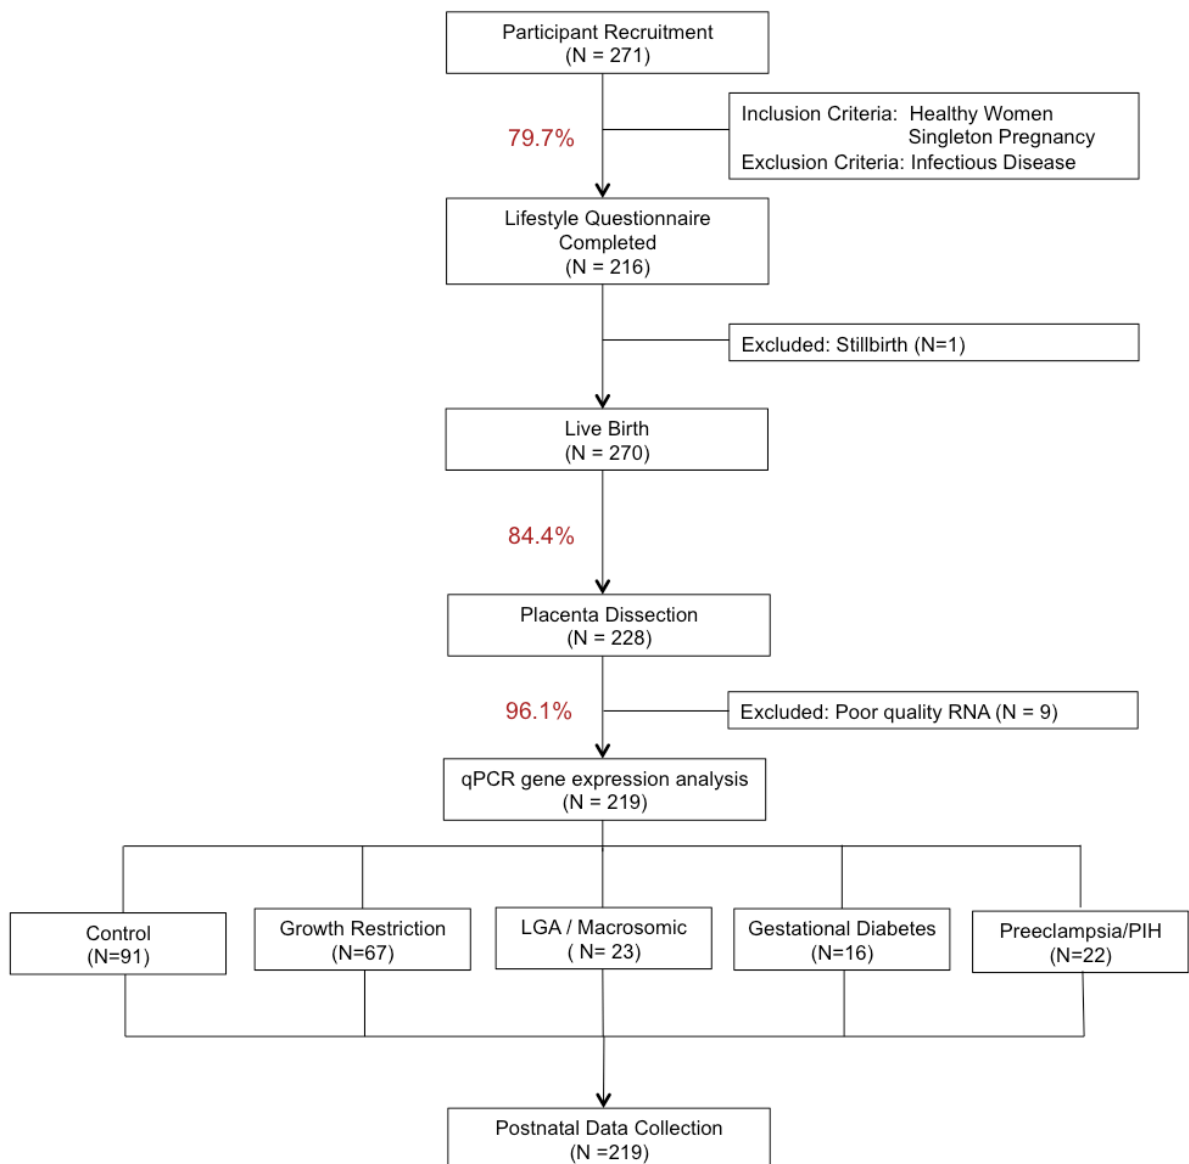 Participant Recruitment
(N = 271)
Inclusion Criteria: Healthy Women
Singleton Pregnancy
Exclusion Criteria: Infectious Disease
79.7%
Lifestyle Questionnaire
Completed
(N = 216)
Excluded: Stillbirth (N=1)
Live Birth
(N = 270)
84.4%
Placenta Dissection
(N = 228)
96.1%
Excluded: Poor quality RNA (N = 9)
qPCR gene expression analysis
(N = 219)
Control
(N=91)
Growth Restriction
(N=67)
LGA / Macrosomic
( N= 23)
Gestational Diabetes
(N=16)
Preeclampsia/PIH
(N=22)
Postnatal Data Collection
(N =219)